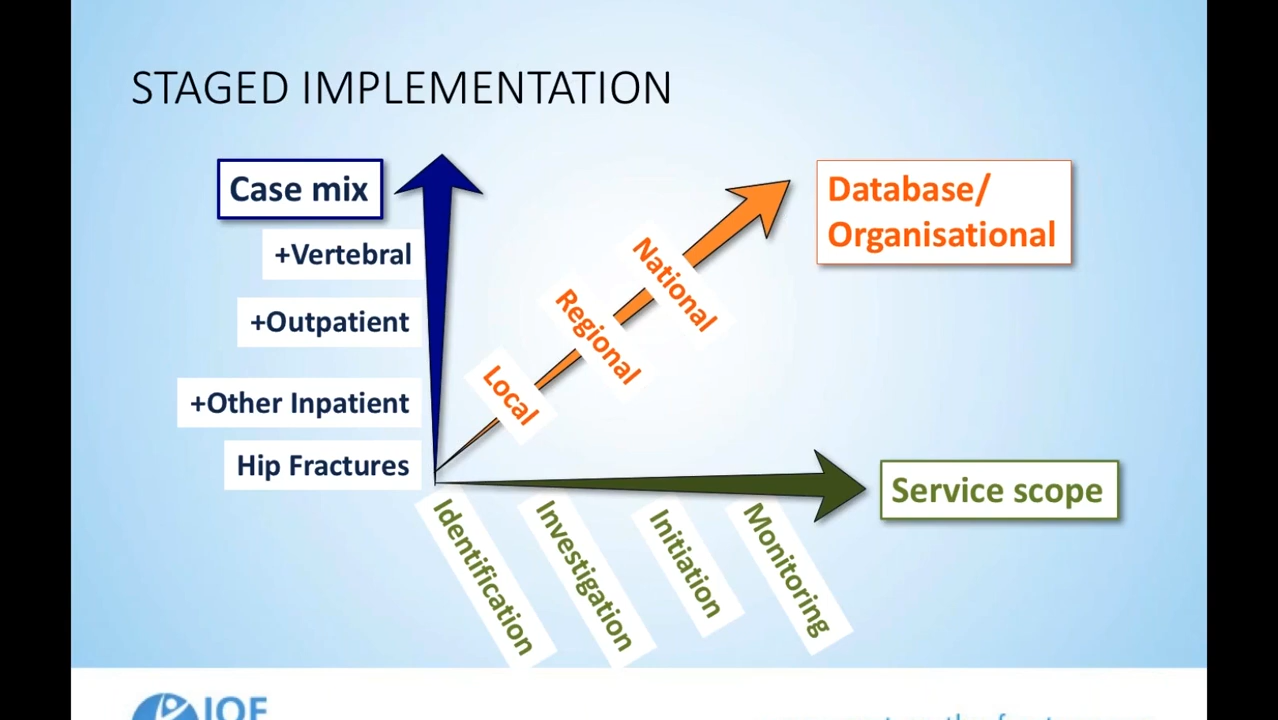 STAGED IMPLEMENTATION
Case mix
+Vertebral
+Outpatient
+Other Inpatient
Hip Fractures
Local
Regional
National
Database/
Organisational
Identification
Investigation
Initiation
Monitoring
Service scope
IOF